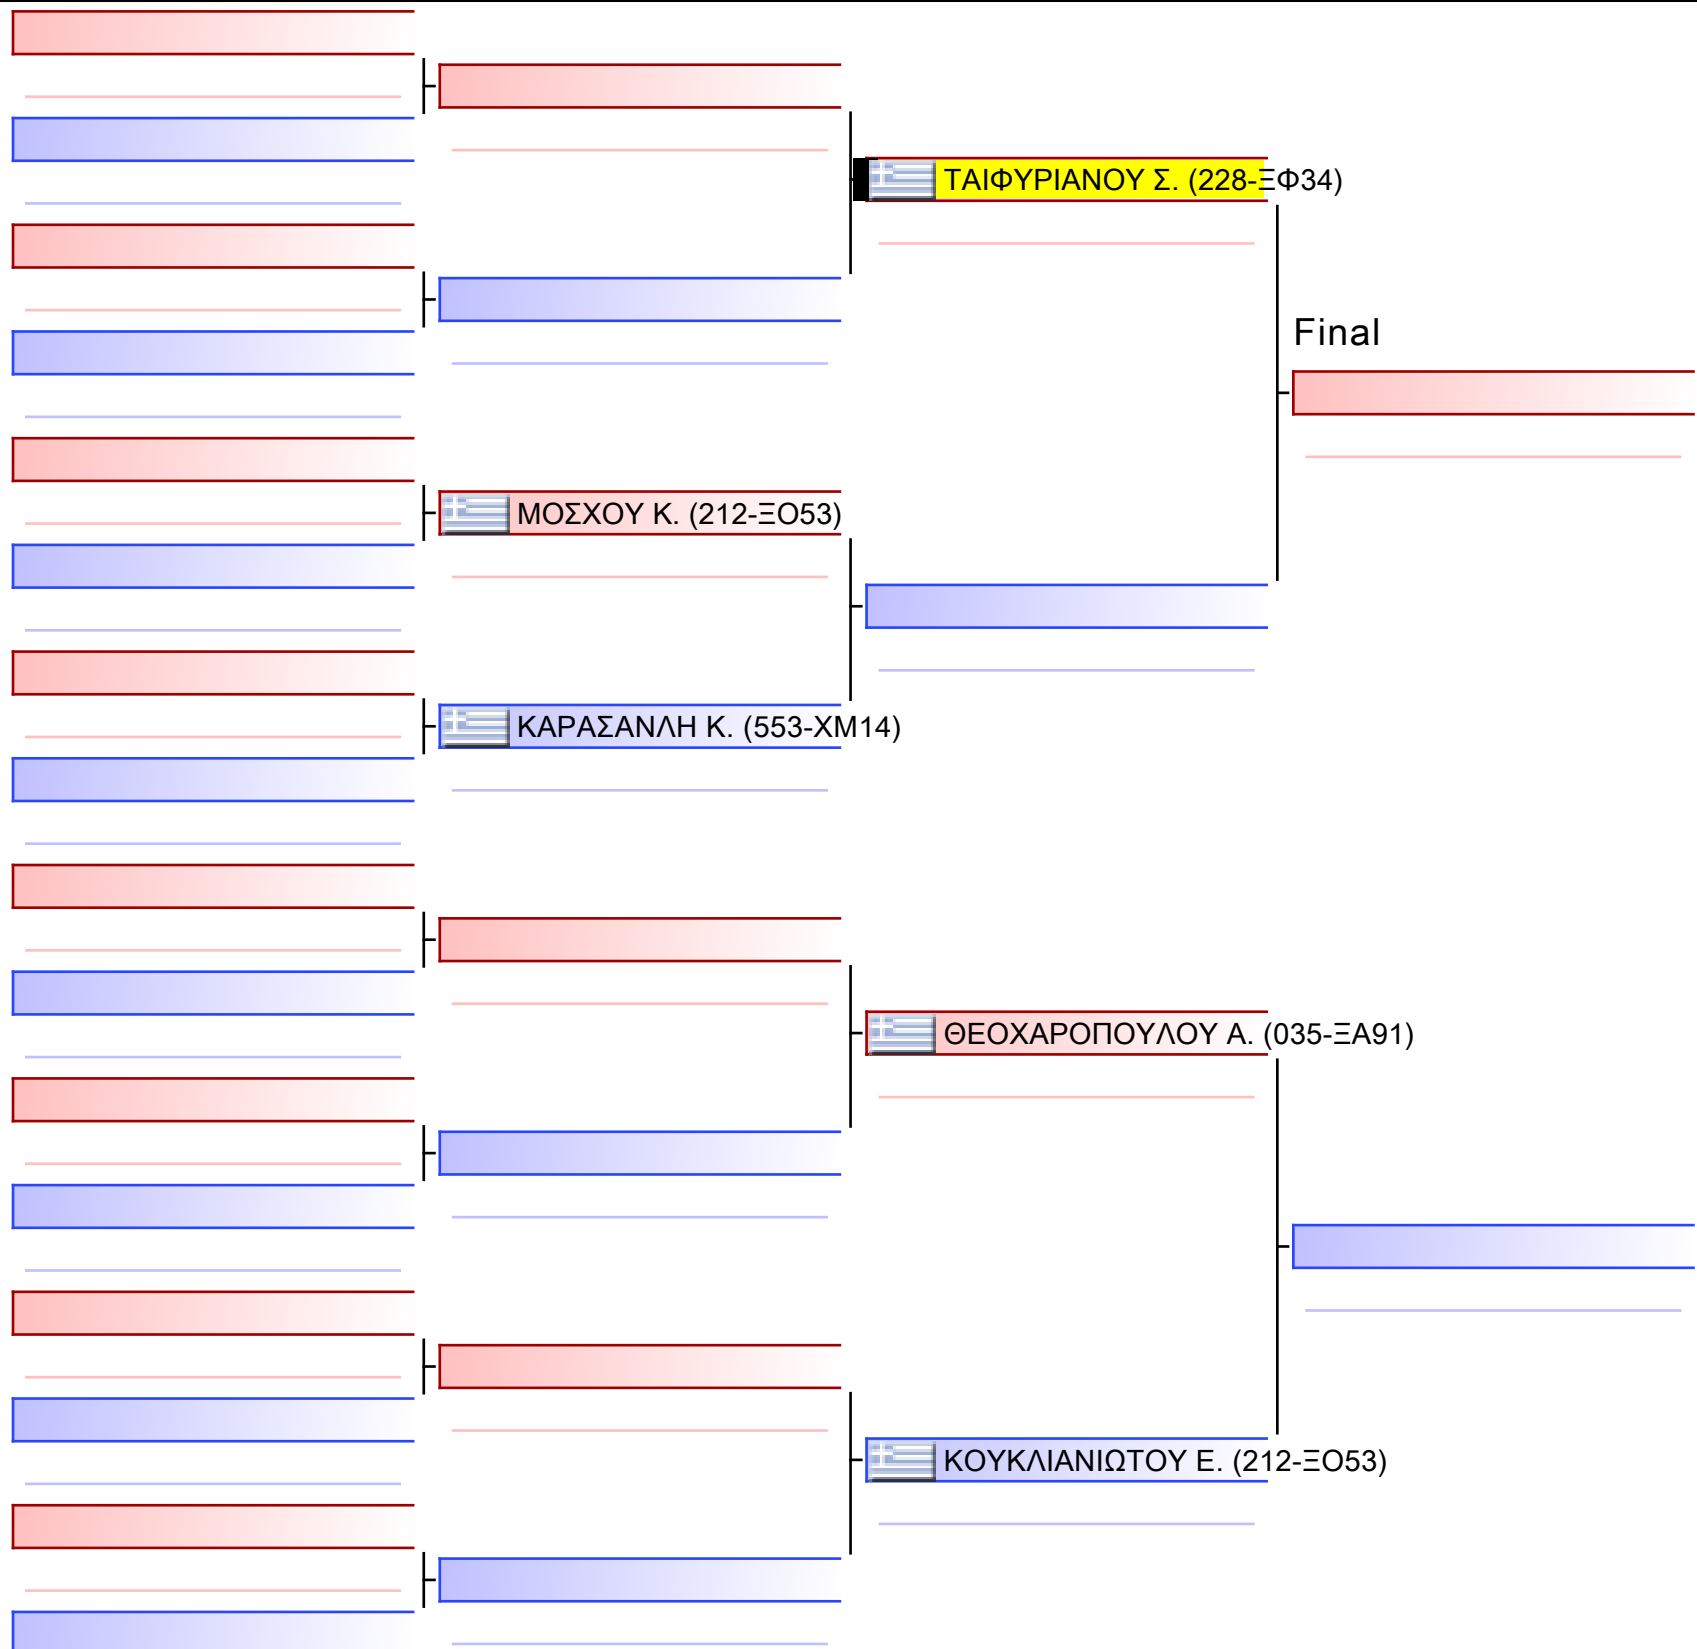 ΤΑΙΦΥΡΙΑΝΟΥ Σ. (228-ΞΦ34)
Final
ΜΟΣΧΟΥ Κ. (212-ΞΟ53)
ΚΑΡΑΣΑΝΛΗ Κ. (553-ΧΜ14)
ΘΕΟΧΑΡΟΠΟΥΛΟΥ Α. (035-ΞΑ91)
ΚΟΥΚΛΙΑΝΙΩΤΟΥ Ε. (212-ΞΟ53)